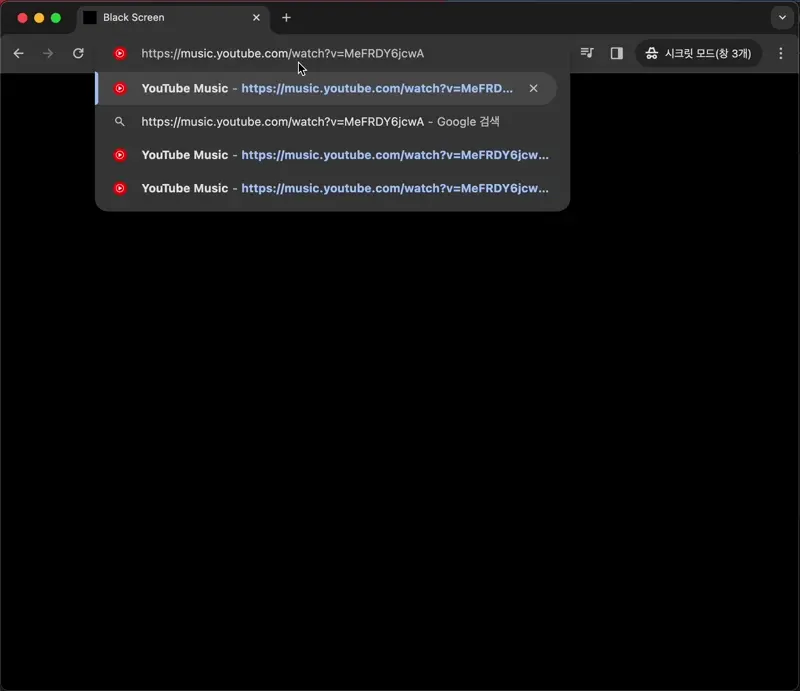 Black Screen
https://music.youtube.com/watch?v=MeFRDY6jcwA
시크릿 모드(창 3개)
YouTube Music - https://music.youtube.com/watch?v=MeFRD...
https://music.youtube.com/watch?v=MeFRDY6jcwA - Google 검색
YouTube Music - https://music.youtube.com/watch?v=MeFRDY6jcw...
YouTube Music - https://music.youtube.com/watch?v=MeFRDY6jcw...